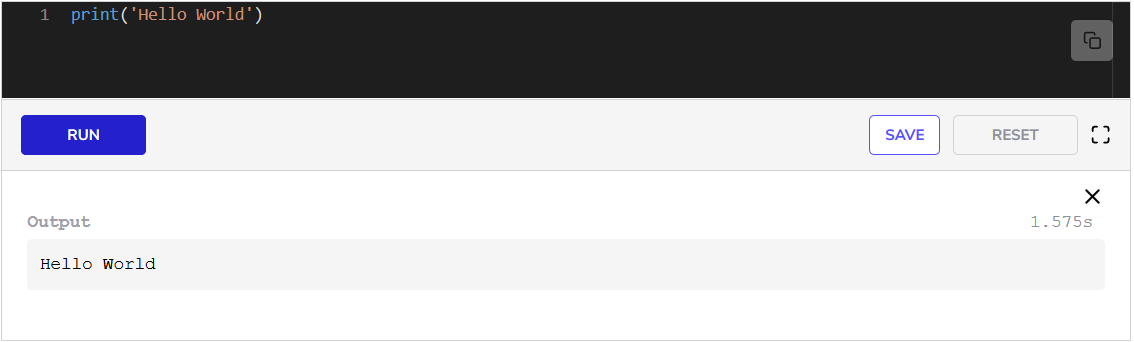 1 print('Hello World')
RUN SAVE RESET
Output 1.575s
Hello World